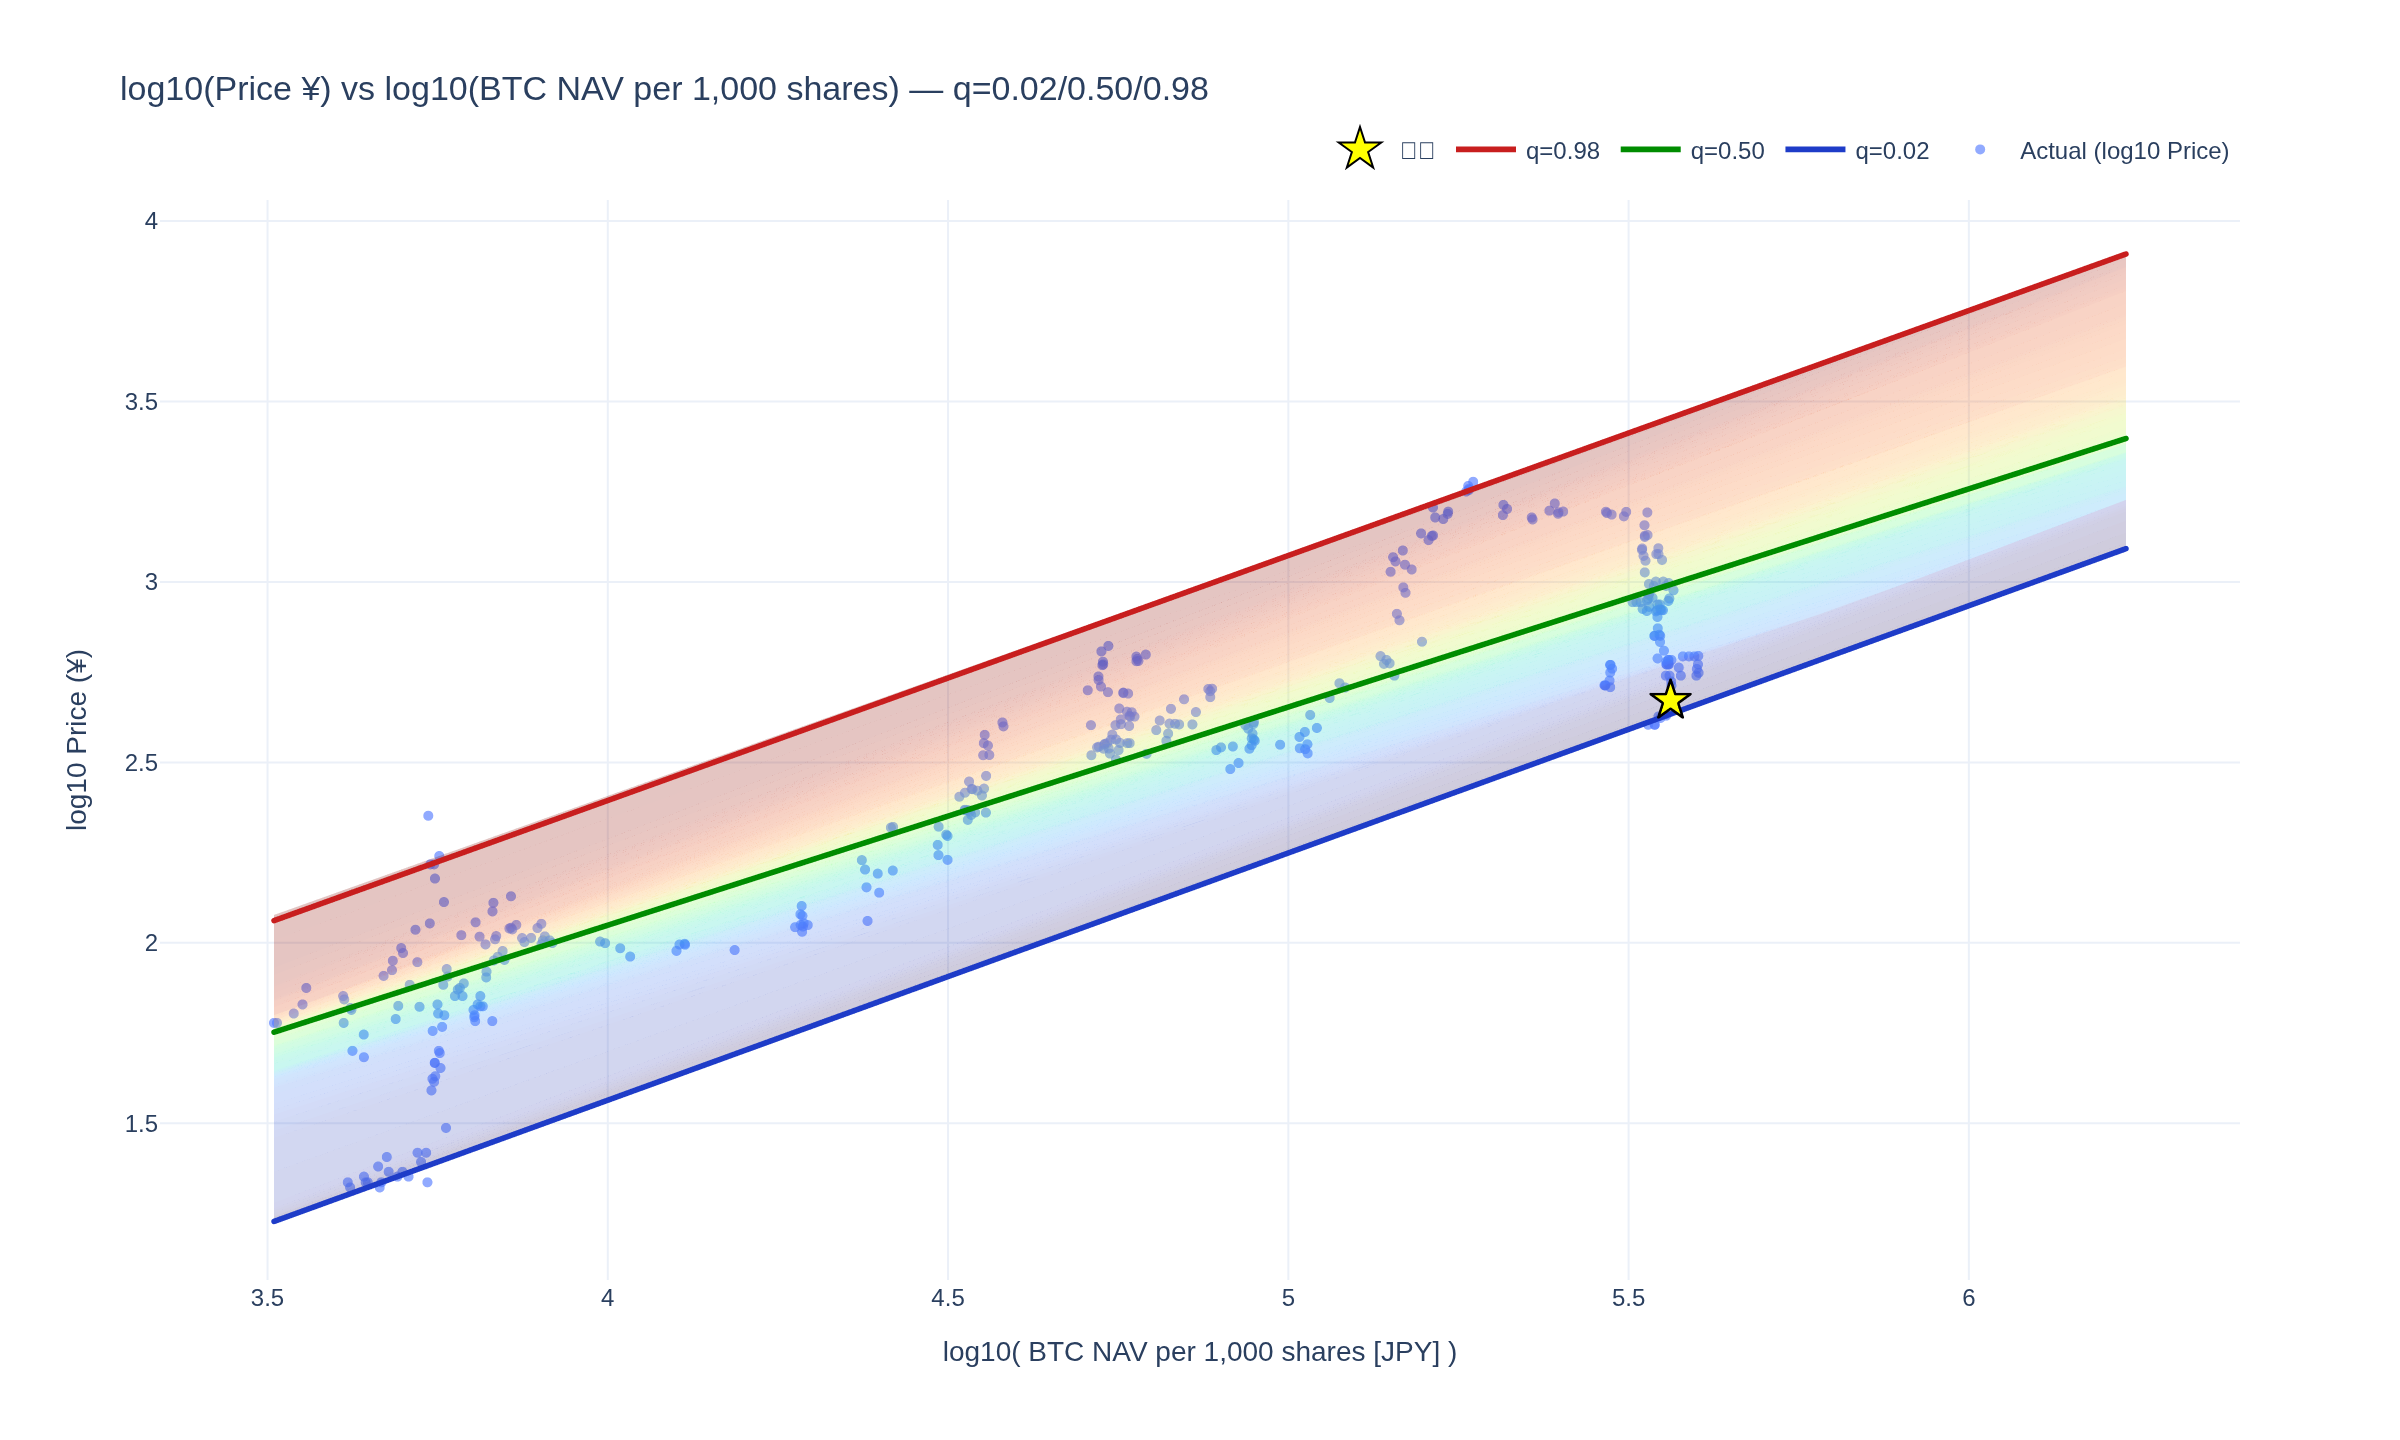 log10(Price ¥) vs log10(BTC NAV per 1,000 shares) — q=0.02/0.50/0.98
q=0.98 q=0.50 q=0.02 Actual (log10 Price)
4
3.5
3
2.5
2
1.5
log10 Price (¥)
3.5 4 4.5 5 5.5 6
log10( BTC NAV per 1,000 shares [JPY] )